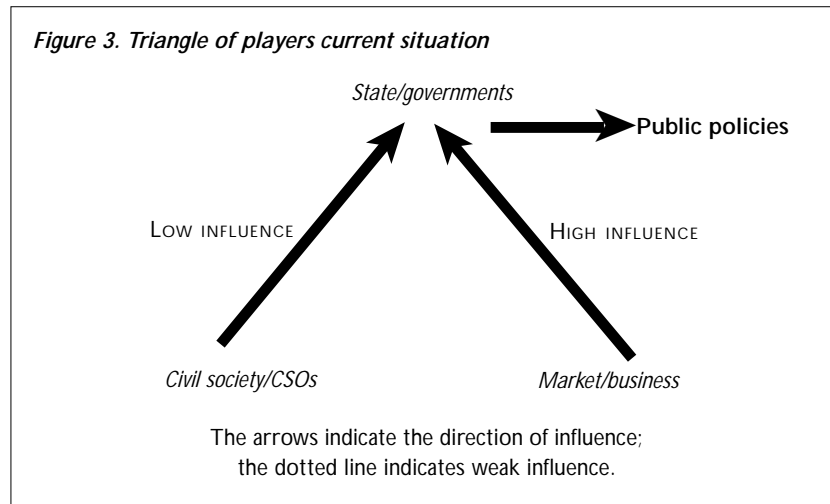 Figure 3. Triangle of players current situation
State/governments
Public policies
LOW INFLUENCE
HIGH INFLUENCE
Civil society/CSOs
Market/business
The arrows indicate the direction of influence;
the dotted line indicates weak influence.